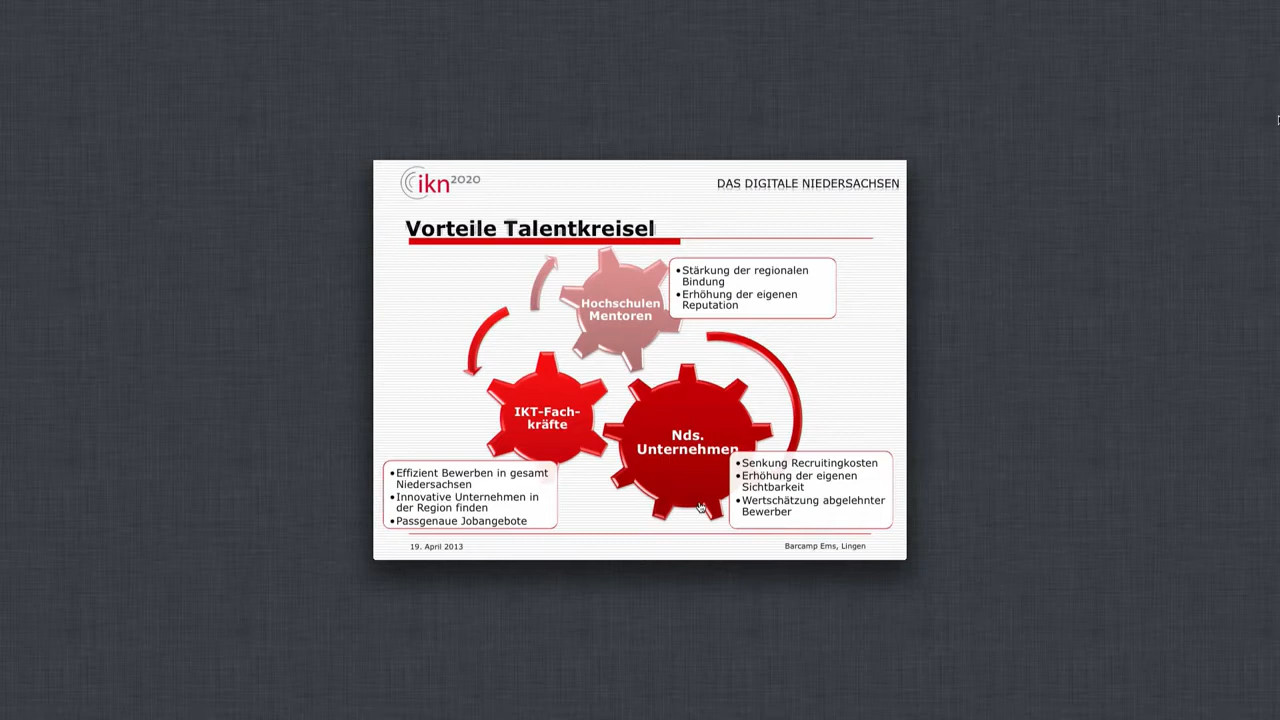 ikn2020
DAS DIGITALE NIEDERSACHSEN
Vorteile Talentkreisel
Hochschulen
Mentoren
•Stärkung der regionalen
Bindung
•Erhöhung der eigenen
Reputation
IKT-Fach-
kräfte
Nds.
Unternehmen
•Effizient Bewerben in gesamt
Niedersachsen
•Innovative Unternehmen in
der Region finden
•Passgenaue Jobangebote
•Senkung Recruitingkosten
•Erhöhung der eigenen
Sichtbarkeit
•Wertschätzung abgelehnter
Bewerber
19. April 2013
Barcamp Ems, Lingen